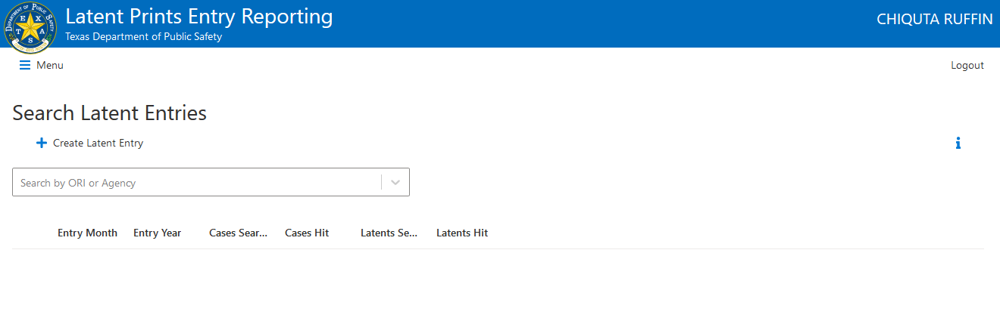 Latent Prints Entry Reporting
Texas Department of Public Safety
CHIQUTA RUFFIN
DEPARTMENT OF PUBLIC SAFETY
TEXAS
Menu
Logout
Search Latent Entries
Create Latent Entry
Search by ORI or Agency
Entry Month Entry Year Cases Sear... Cases Hit Latents Se... Latents Hit